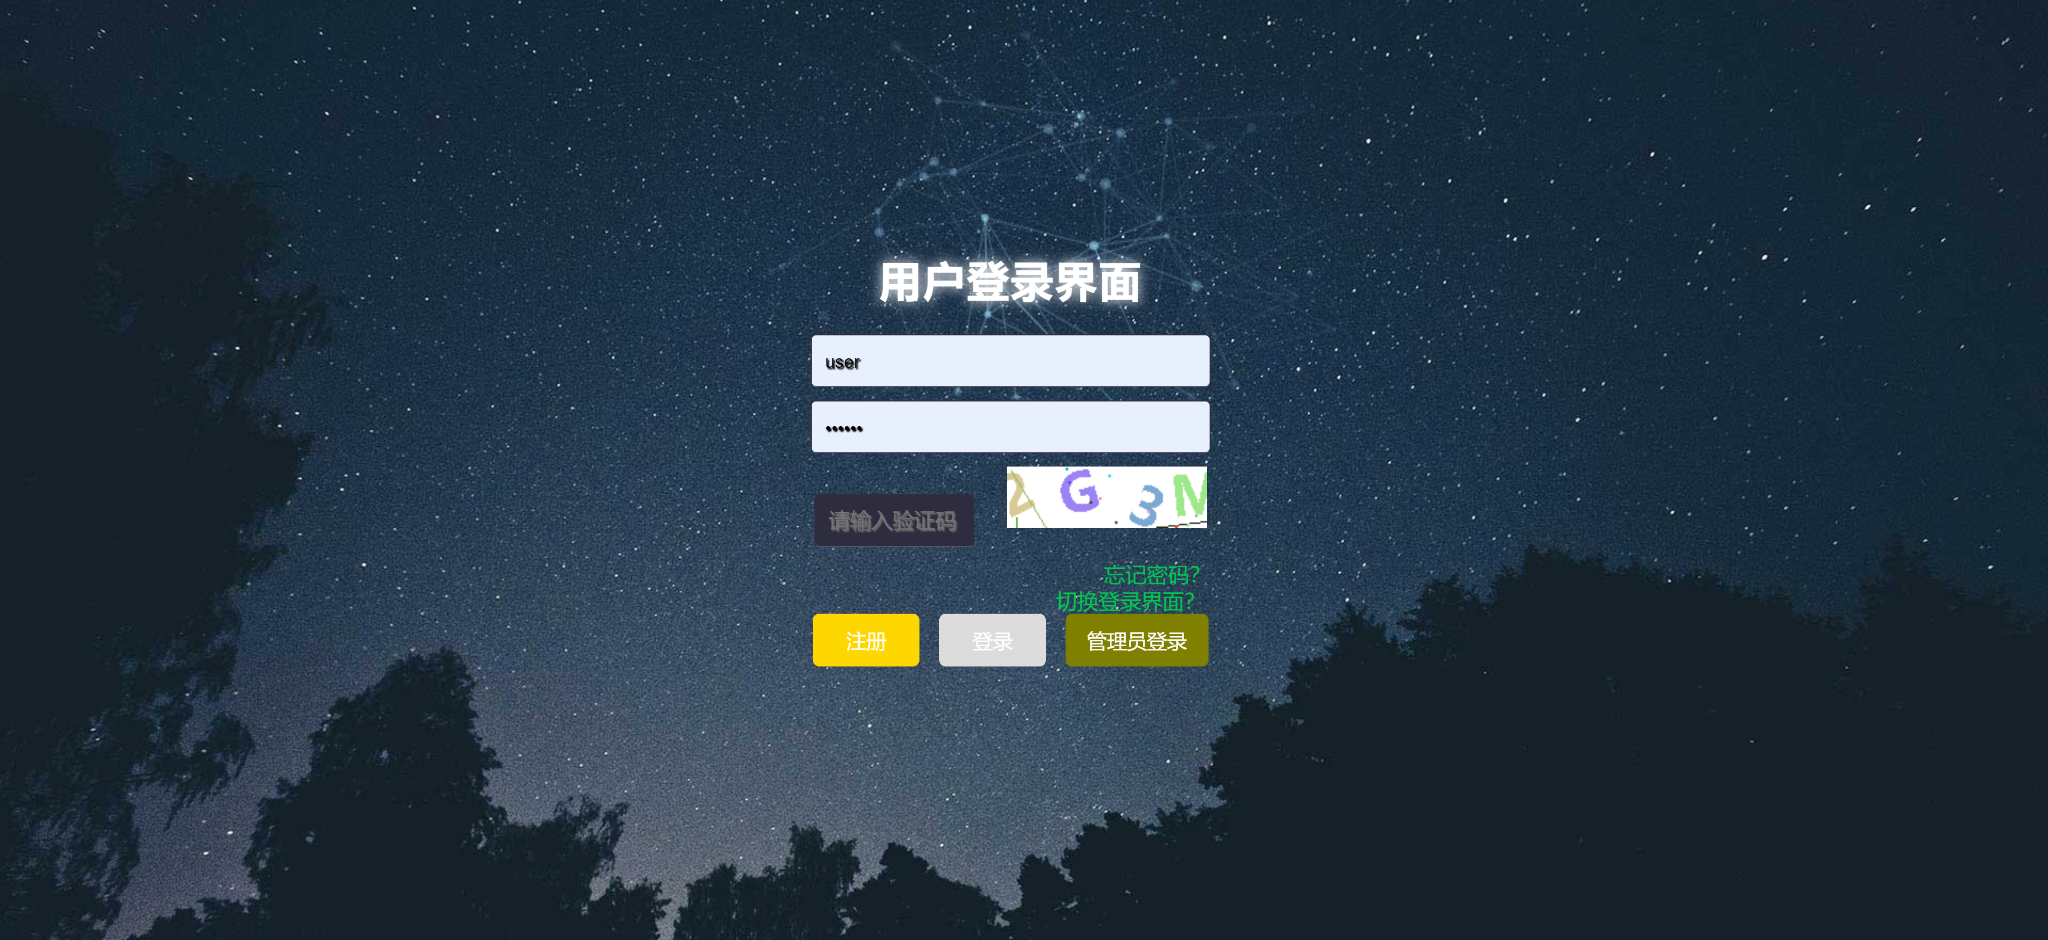 用户登录界面
user
••••••
2G3M
请输入验证码
忘记密码？
切换登录界面？
注册 登录 管理员登录